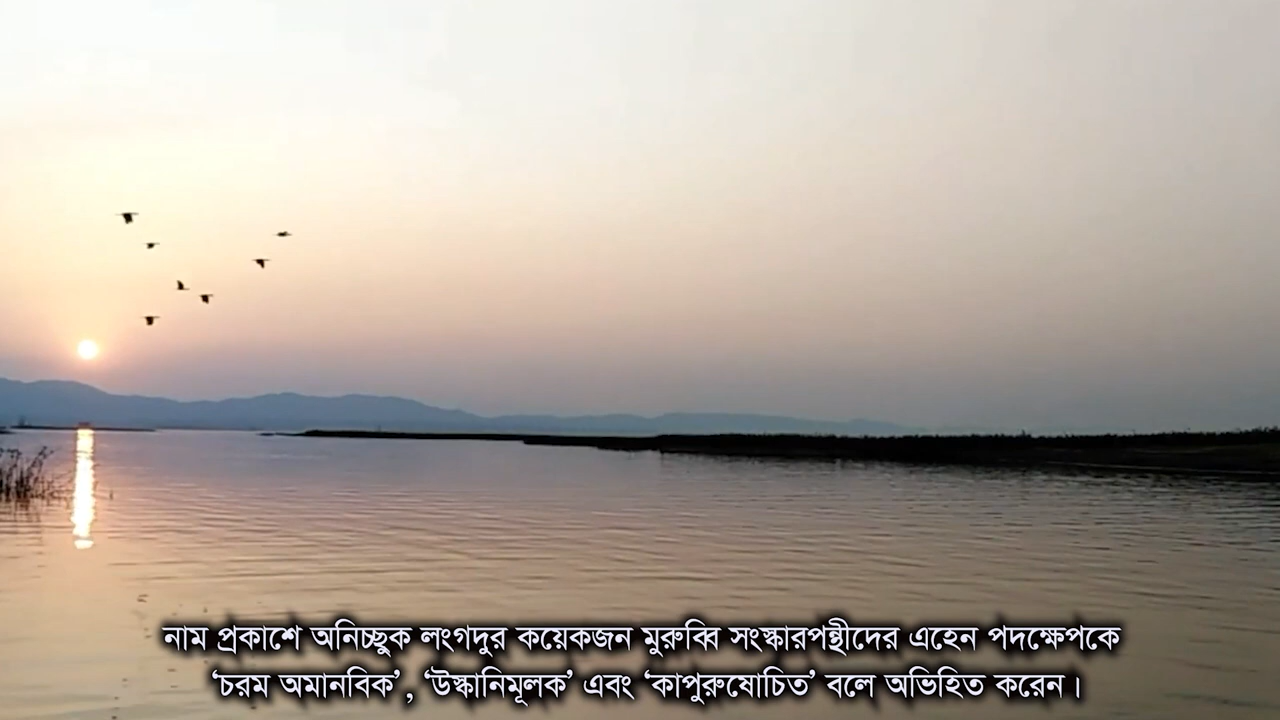 নাম প্রকাশে অনিচ্ছুক লংগদুর কয়েকজন মুরুব্বি সংস্কারপন্থীদের এহেন পদক্ষেপকে
‘চরম অমানবিক’, ‘উস্কানিমূলক’ এবং ‘কাপুরুষোচিত’ বলে অভিহিত করেন।